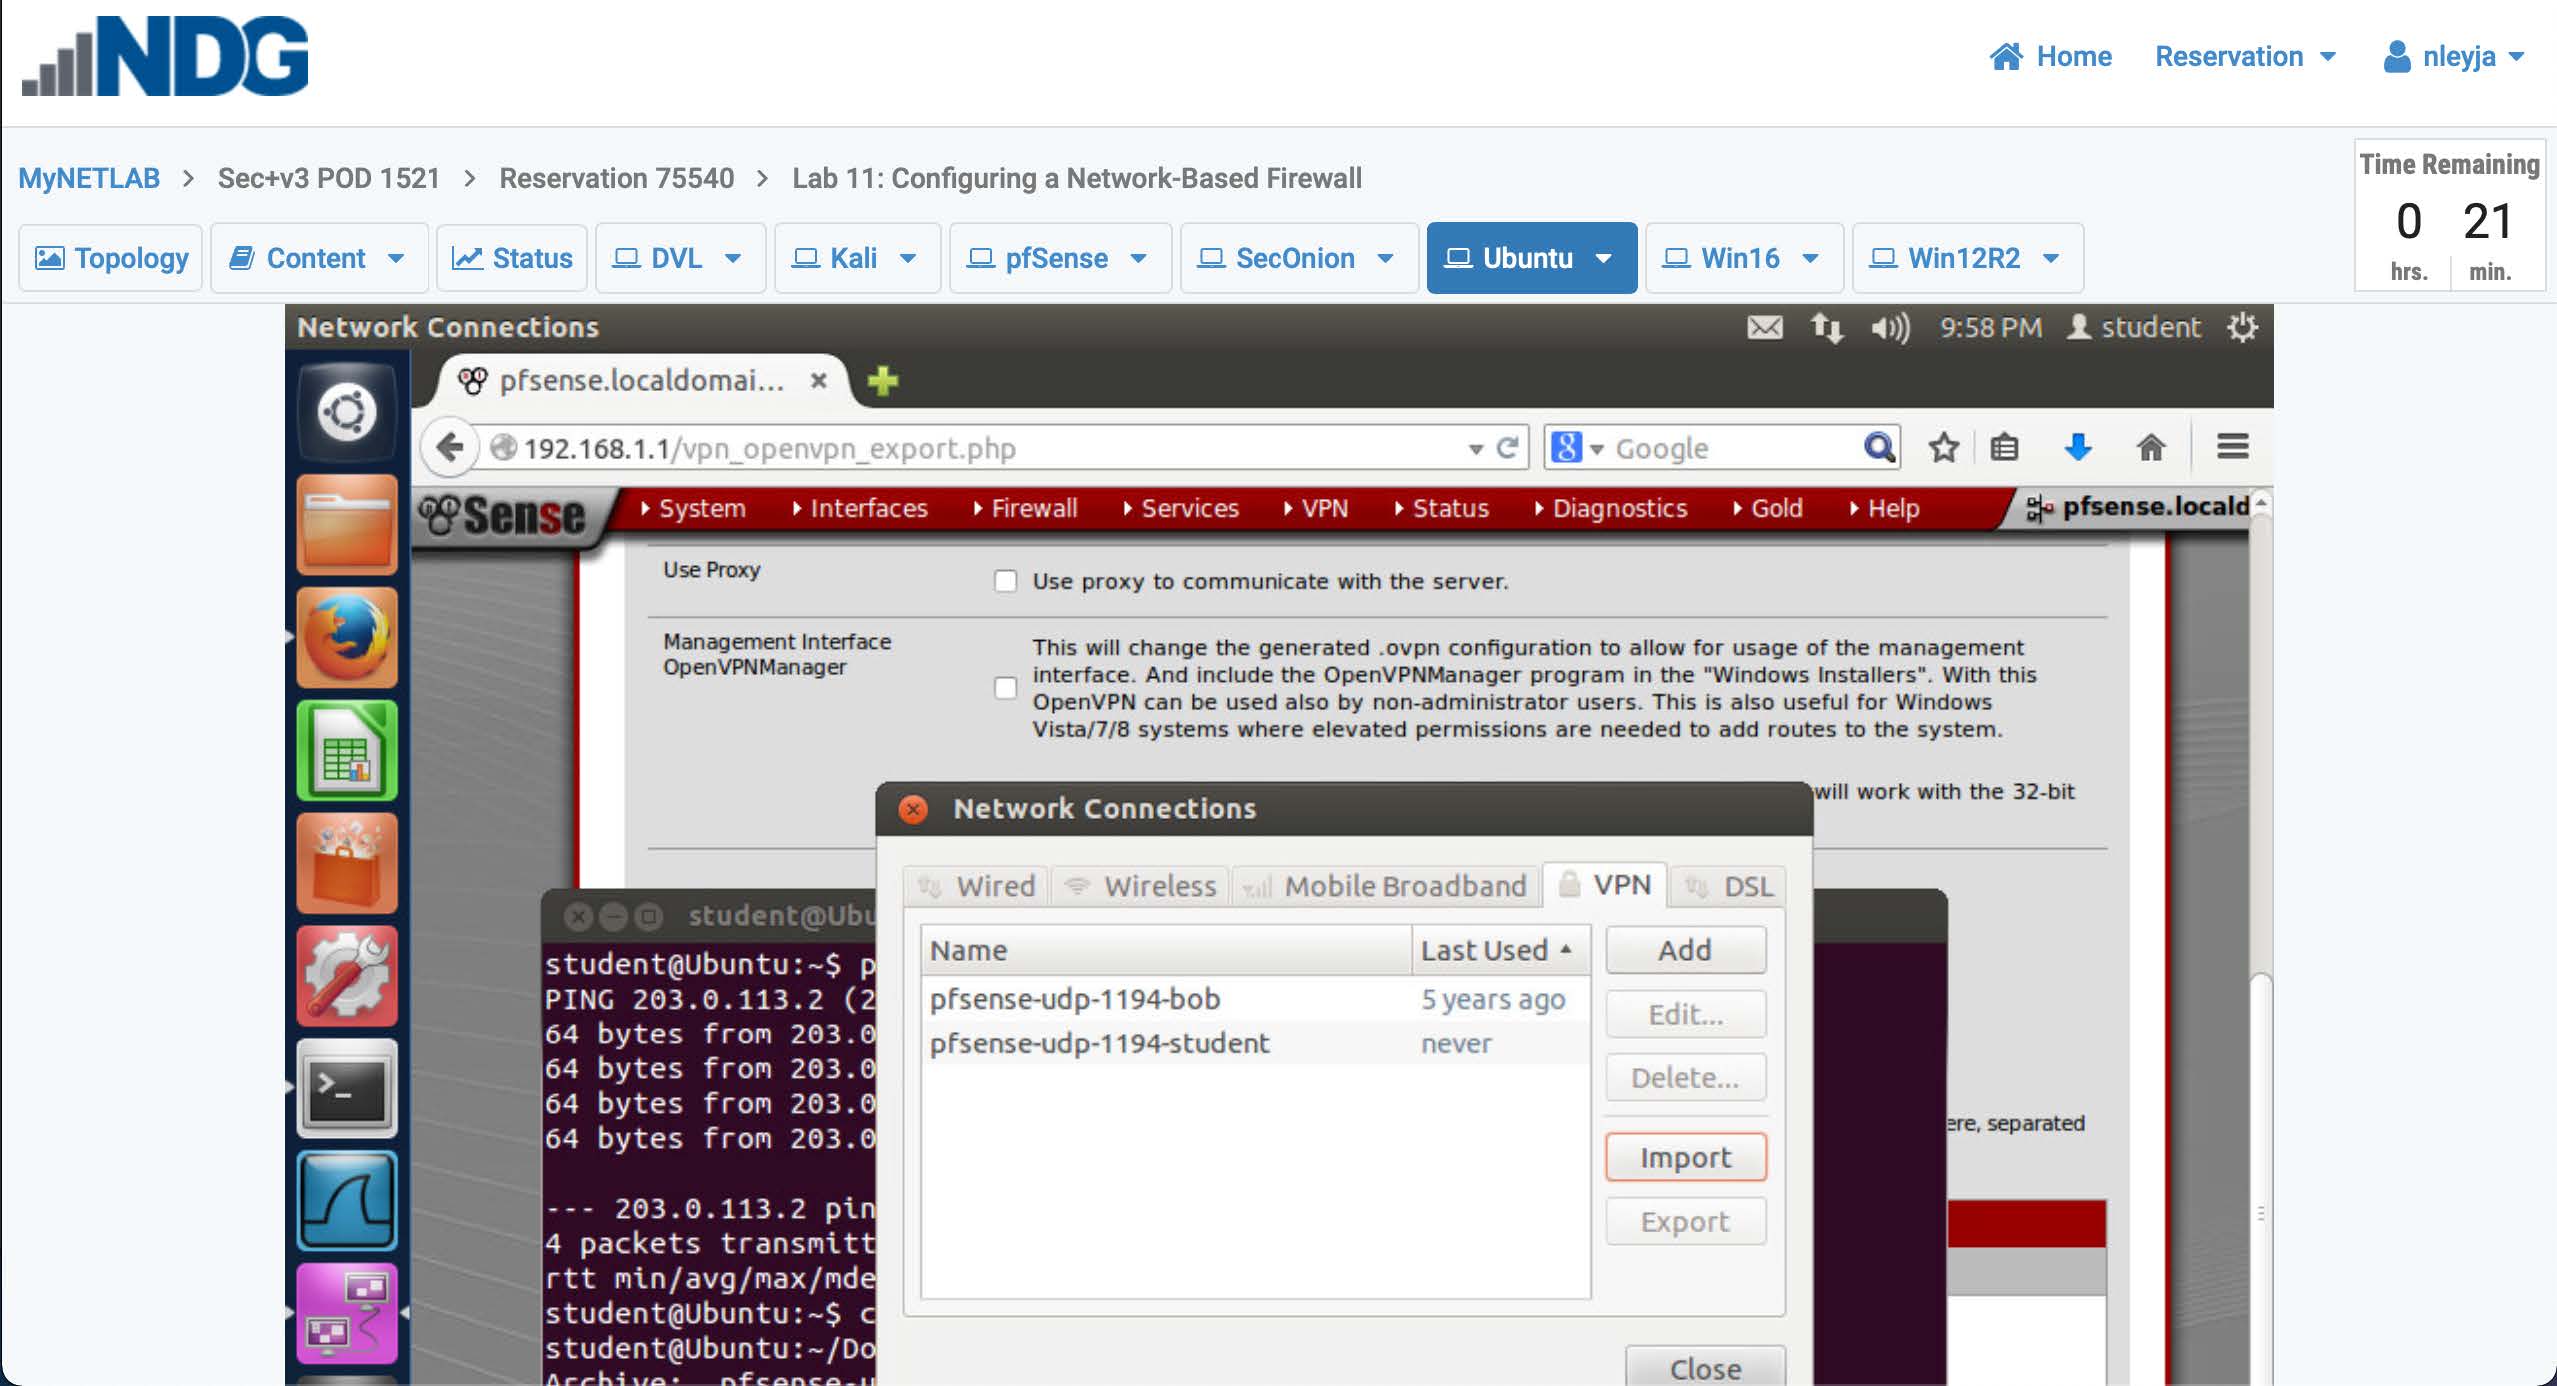 NDG
Home Reservation nleyja
MyNETLAB > Sec+v3 POD 1521 > Reservation 75540 > Lab 11: Configuring a Network-Based Firewall
Time Remaining
0 21
hrs. min.
Topology Content Status DVL Kali pfSense SecOnion Ubuntu Win16 Win12R2
Network Connections
9:58 PM student
pfsense.localdomai...
192.168.1.1/vpn_openvpn_export.php
8 Google
Sense
System Interfaces Firewall Services VPN Status Diagnostics Gold Help
pfsense.locald
Use Proxy
Use proxy to communicate with the server.
Management Interface
OpenVPNManager
This will change the generated .ovpn configuration to allow for usage of the management
interface. And include the OpenVPNManager program in the "Windows Installers". With this
OpenVPN can be used also by non-administrator users. This is also useful for Windows
Vista/7/8 systems where elevated permissions are needed to add routes to the system.
will work with the 32-bit
Network Connections
Wired Wireless Mobile Broadband VPN DSL
Name Last Used
pfsense-udp-1194-bob 5 years ago
pfsense-udp-1194-student never
Add
Edit...
Delete...
Import
Export
Close
ere, separated
student@Ubu
student@Ubuntu:~$ p
PING 203.0.113.2 (2
64 bytes from 203.0
64 bytes from 203.0
64 bytes from 203.0
64 bytes from 203.0
--- 203.0.113.2 pin
4 packets transmitt
rtt min/avg/max/mde
student@Ubuntu:~$ c
student@Ubuntu:~/Do
Archive: pfsense-u